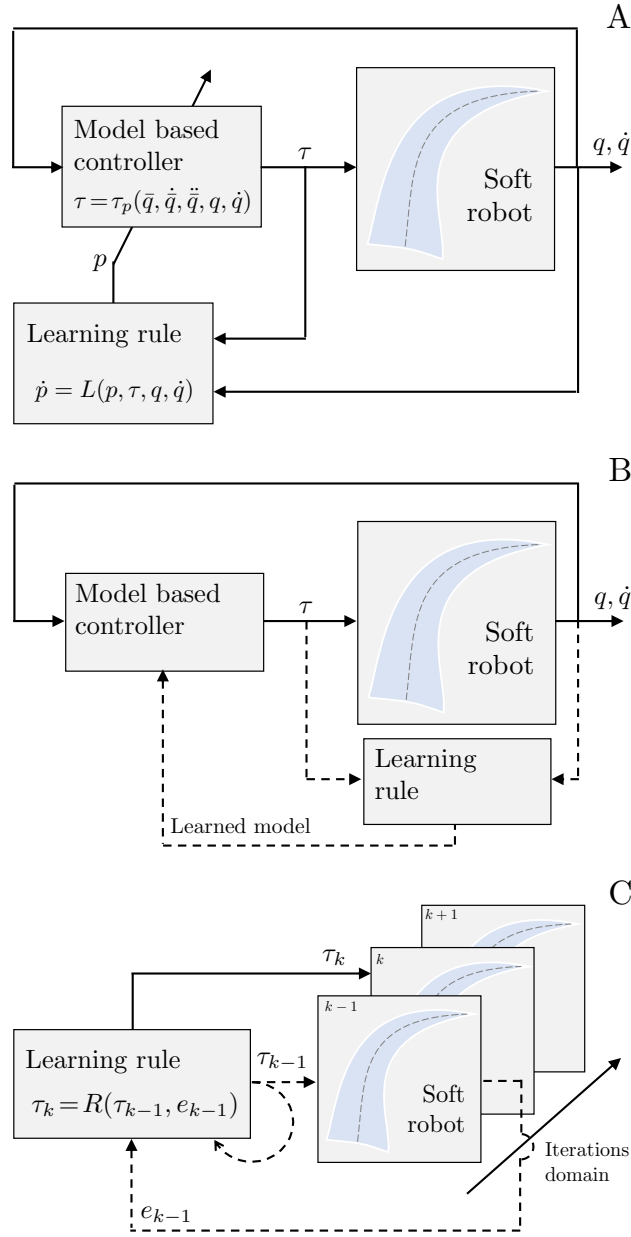 A
Model based
controller
τ = τ_p(q̄, q̄̇, q̄̈, q, q̇)
τ
Soft
robot
q, q̇
p
Learning rule
ṗ = L(p, τ, q, q̇)
B
Model based
controller
τ
Soft
robot
q, q̇
Learning
rule
Learned model
C
k + 1
τ_k
k
k − 1
Learning rule
τ_k = R(τ_{k−1}, e_{k−1})
τ_{k−1}
Soft
robot
Iterations
domain
e_{k−1}